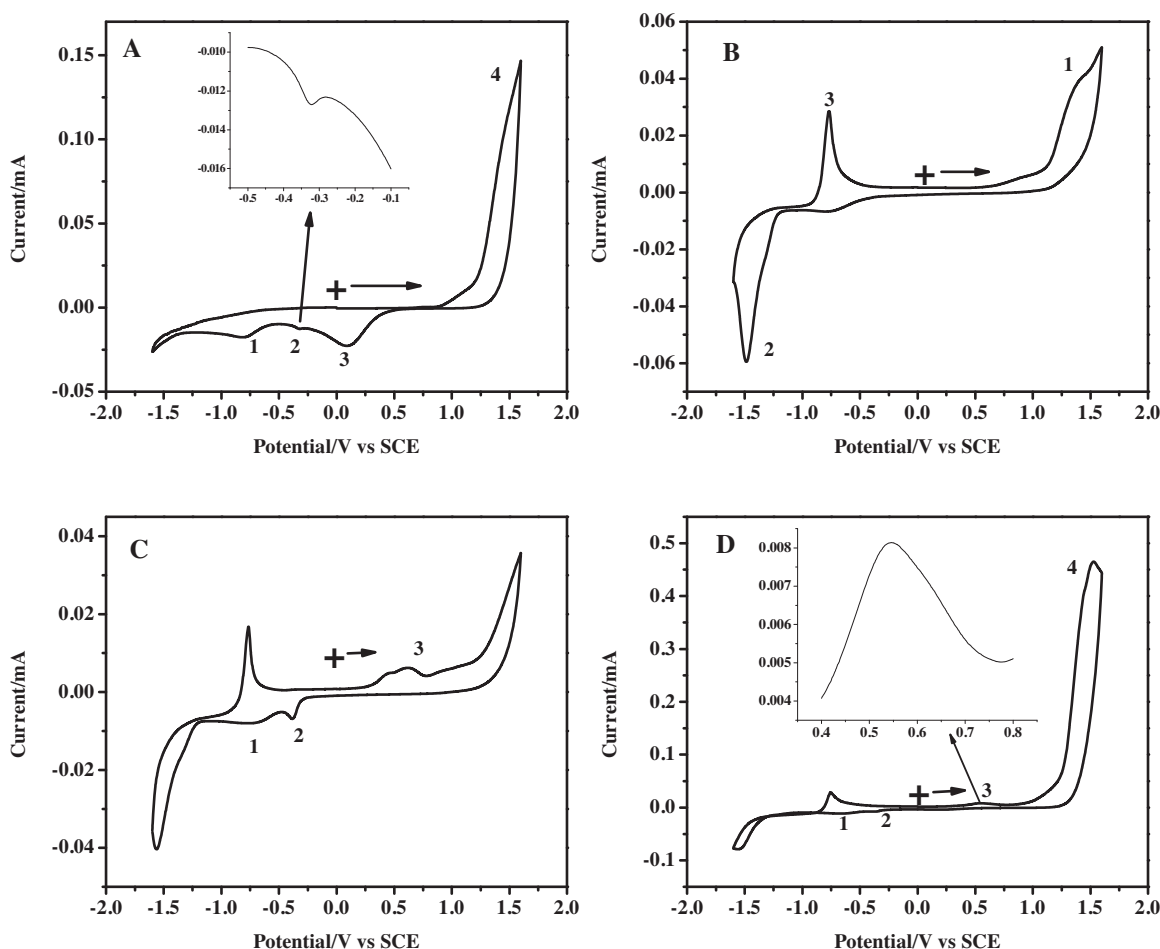 A
0.15
0.10
0.05
0.00
-0.05
Current/mA
-2.0 -1.5 -1.0 -0.5 0.0 0.5 1.0 1.5 2.0
Potential/V vs SCE
-0.010
-0.012
-0.014
-0.016
-0.5 -0.4 -0.3 -0.2 -0.1
4
+
1 2 3
B
0.06
0.04
0.02
0.00
-0.02
-0.04
-0.06
Current/mA
-2.0 -1.5 -1.0 -0.5 0.0 0.5 1.0 1.5 2.0
Potential/V vs SCE
1
3
+
2
C
0.04
0.02
0.00
-0.02
-0.04
Current/mA
-2.0 -1.5 -1.0 -0.5 0.0 0.5 1.0 1.5 2.0
Potential/V vs SCE
+
3
1 2
D
0.5
0.4
0.3
0.2
0.1
0.0
-0.1
Current/mA
-2.0 -1.5 -1.0 -0.5 0.0 0.5 1.0 1.5 2.0
Potential/V vs SCE
0.008
0.007
0.006
0.005
0.004
0.4 0.5 0.6 0.7 0.8
4
+
3
1 2